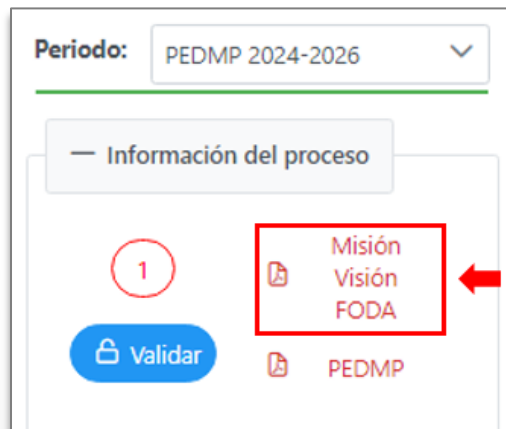 Periodo: PEDMP 2024-2026
— Información del proceso
1
Misión
Visión
FODA
Validar
PEDMP